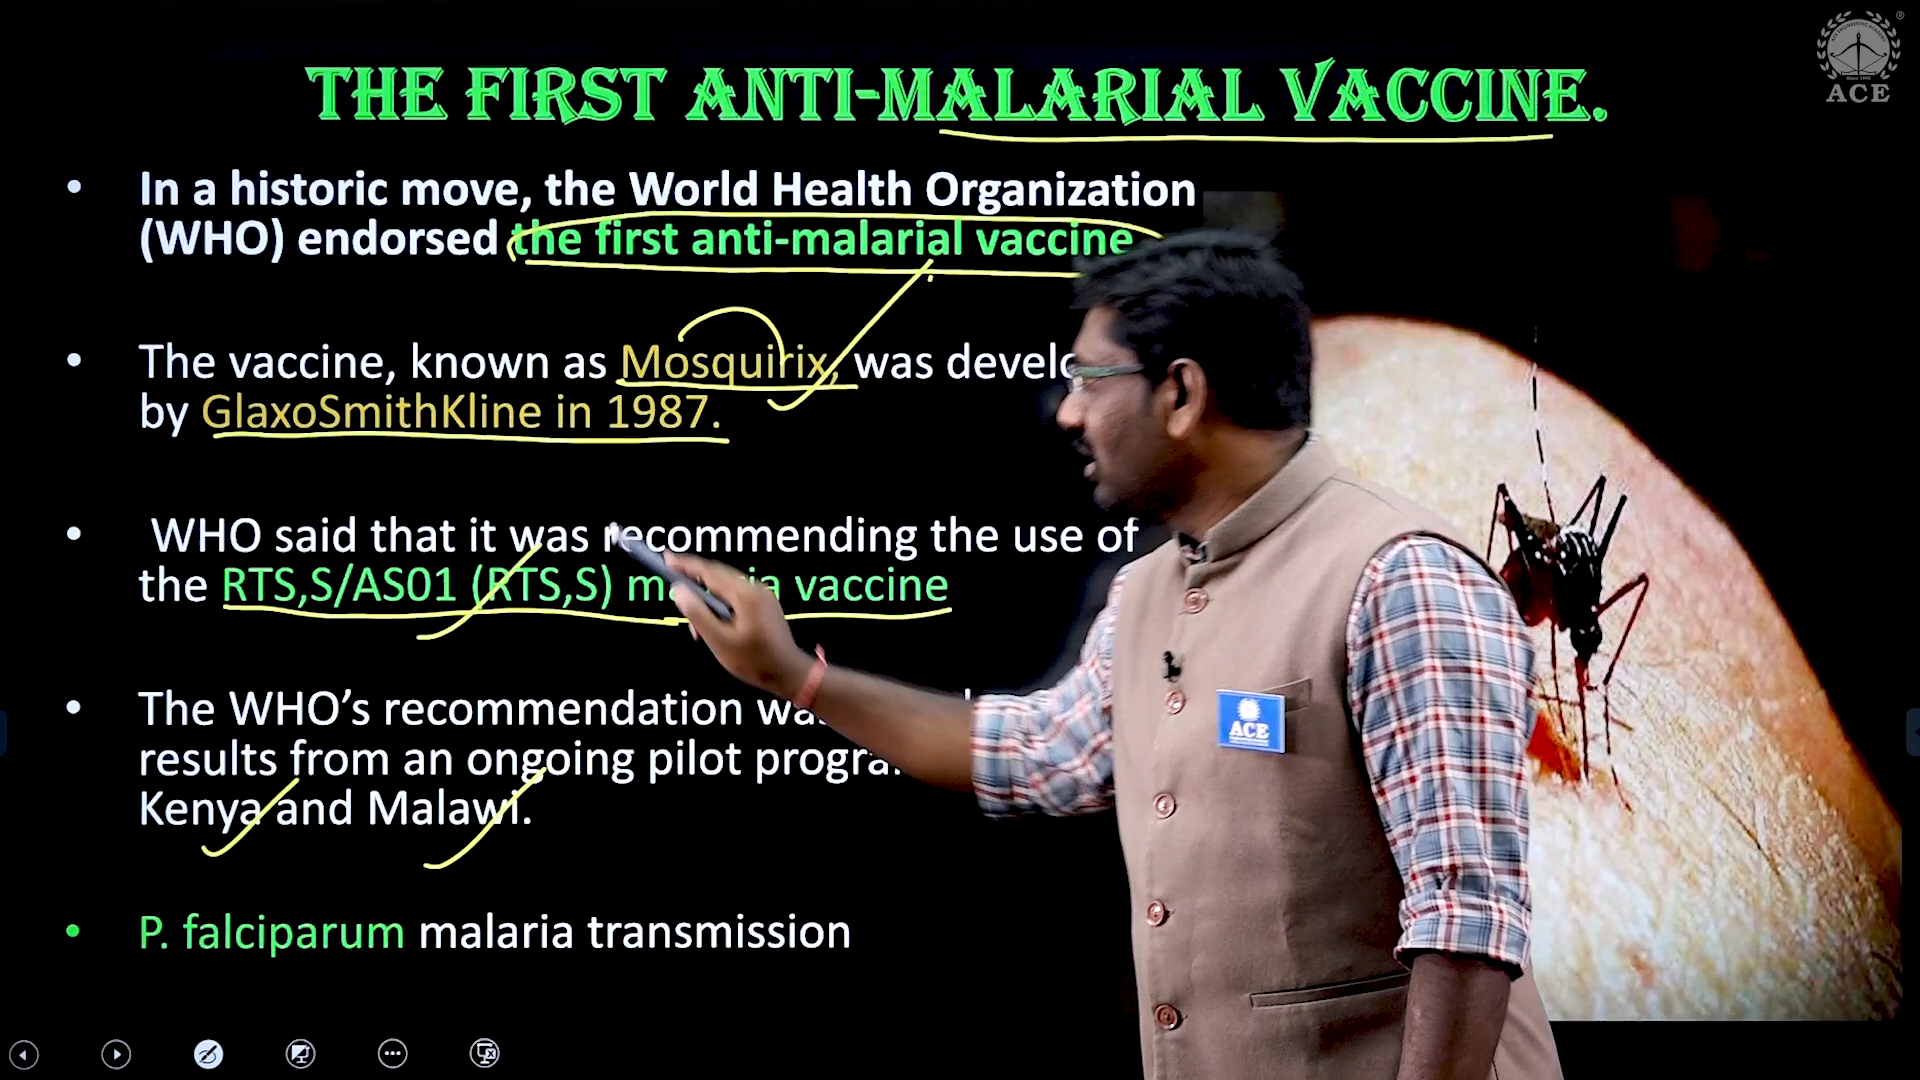 THE FIRST ANTI-MALARIAL VACCINE.
ACE
• In a historic move, the World Health Organization
(WHO) endorsed the first anti-malarial vaccine
• The vaccine, known as Mosquirix, was
by GlaxoSmithKline in 1987.
• WHO said that it was recommending the use of
the RTS,S/AS01 (RTS,S) vaccine
• The WHO’s recommendation
results from an ongoing pilot
Kenya and Malawi.
• P. falciparum malaria transmission
ACE